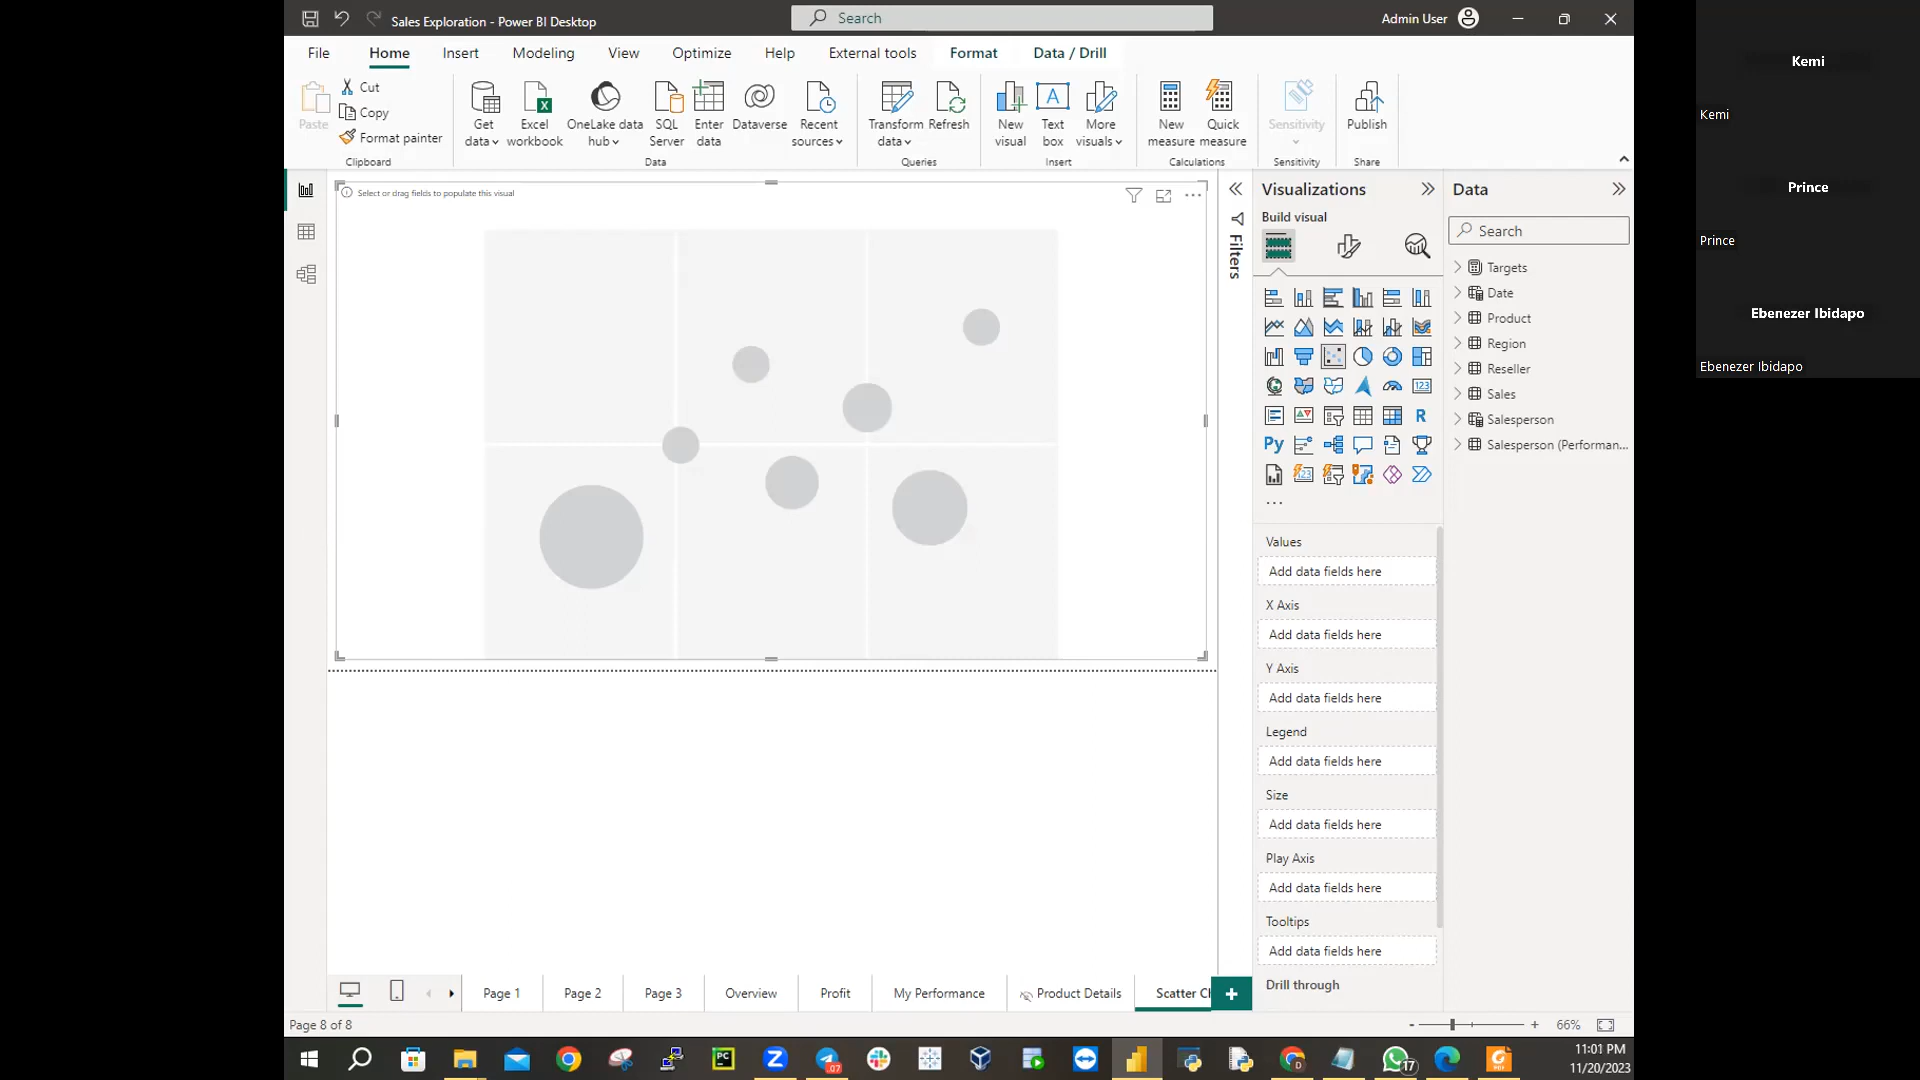 Sales Exploration - Power BI Desktop
Search
Admin User
File
Home
Insert
Modeling
View
Optimize
Help
External tools
Format
Data / Drill
Paste
Cut
Copy
Format painter
Clipboard
Get
data
Excel
workbook
OneLake data
hub
SQL
Server
Enter
data
Dataverse
Recent
sources
Data
Transform
data
Refresh
Queries
New
visual
Text
box
More
visuals
Insert
New
measure
Quick
measure
Calculations
Sensitivity
Sensitivity
Publish
Share
Select or drag fields to populate this visual
Filters
Visualizations
Build visual
Values
Add data fields here
X Axis
Add data fields here
Y Axis
Add data fields here
Legend
Add data fields here
Size
Add data fields here
Play Axis
Add data fields here
Tooltips
Add data fields here
Drill through
Data
Search
Targets
Date
Product
Region
Reseller
Sales
Salesperson
Salesperson (Performan...
Page 1
Page 2
Page 3
Overview
Profit
My Performance
Product Details
Scatter Ch
Page 8 of 8
66%
11:01 PM
11/20/2023
Kemi
Kemi
Prince
Prince
Ebenezer Ibidapo
Ebenezer Ibidapo